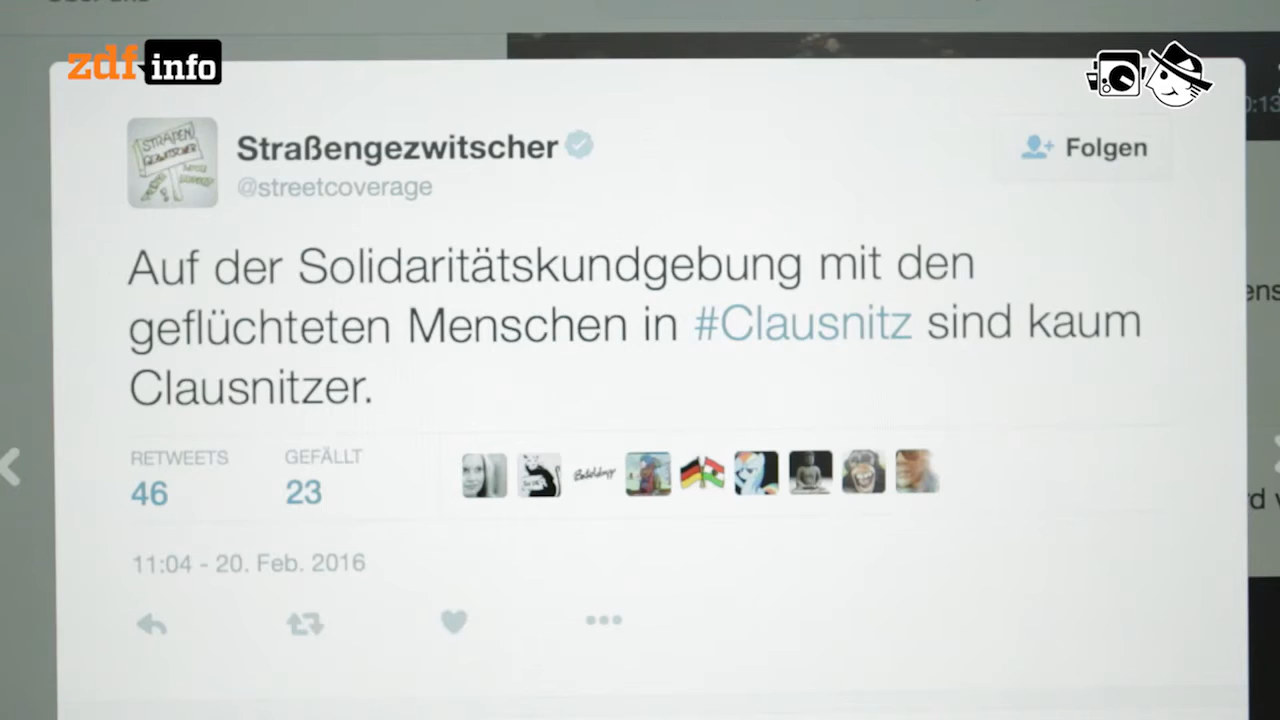 zdf info
Straßengezwitscher
@streetcoverage
Folgen
Auf der Solidaritätskundgebung mit den
geflüchteten Menschen in #Clausnitz sind kaum
Clausnitzer.
RETWEETS GEFÄLLT
46 23
11:04 - 20. Feb. 2016